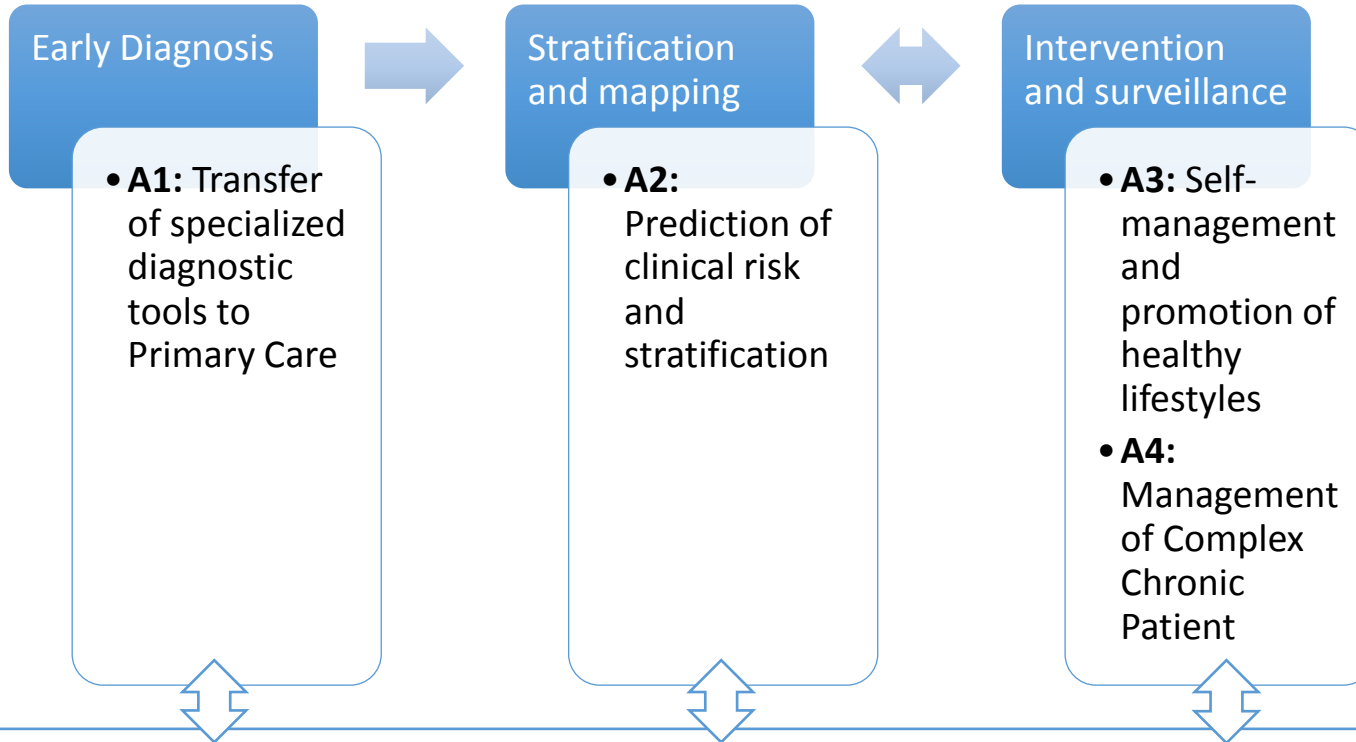 Early Diagnosis
• A1: Transfer
of specialized
diagnostic
tools to
Primary Care
Stratification
and mapping
• A2:
Prediction of
clinical risk
and
stratification
Intervention
and surveillance
• A3: Self-
management
and
promotion of
healthy
lifestyles
• A4:
Management
of Complex
Chronic
Patient